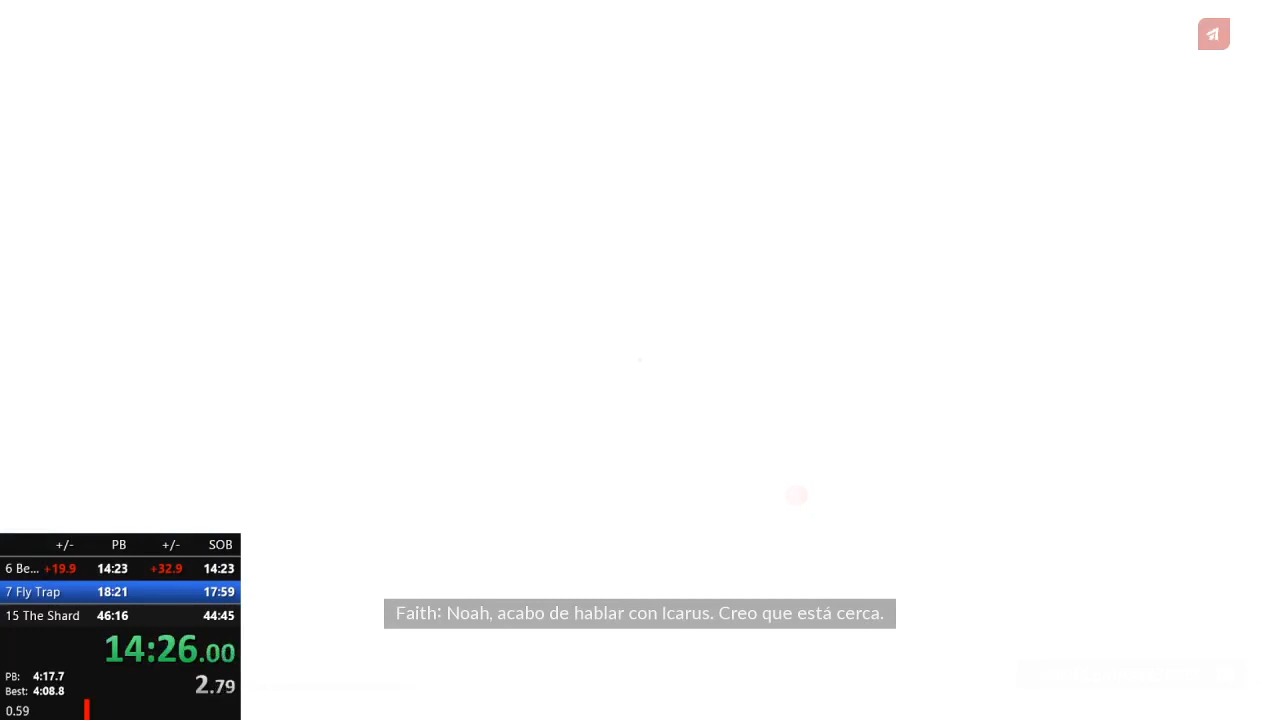 +/- PB +/- SOB
6 Be... +19.9 14:23 +32.9 14:23
7 Fly Trap 18:21 17:59
15 The Shard 46:16 44:45
14:26.00
PB: 4:17.7
Best: 4:08.8
2.79
0.59
Faith: Noah, acabo de hablar con Icarus. Creo que está cerca.